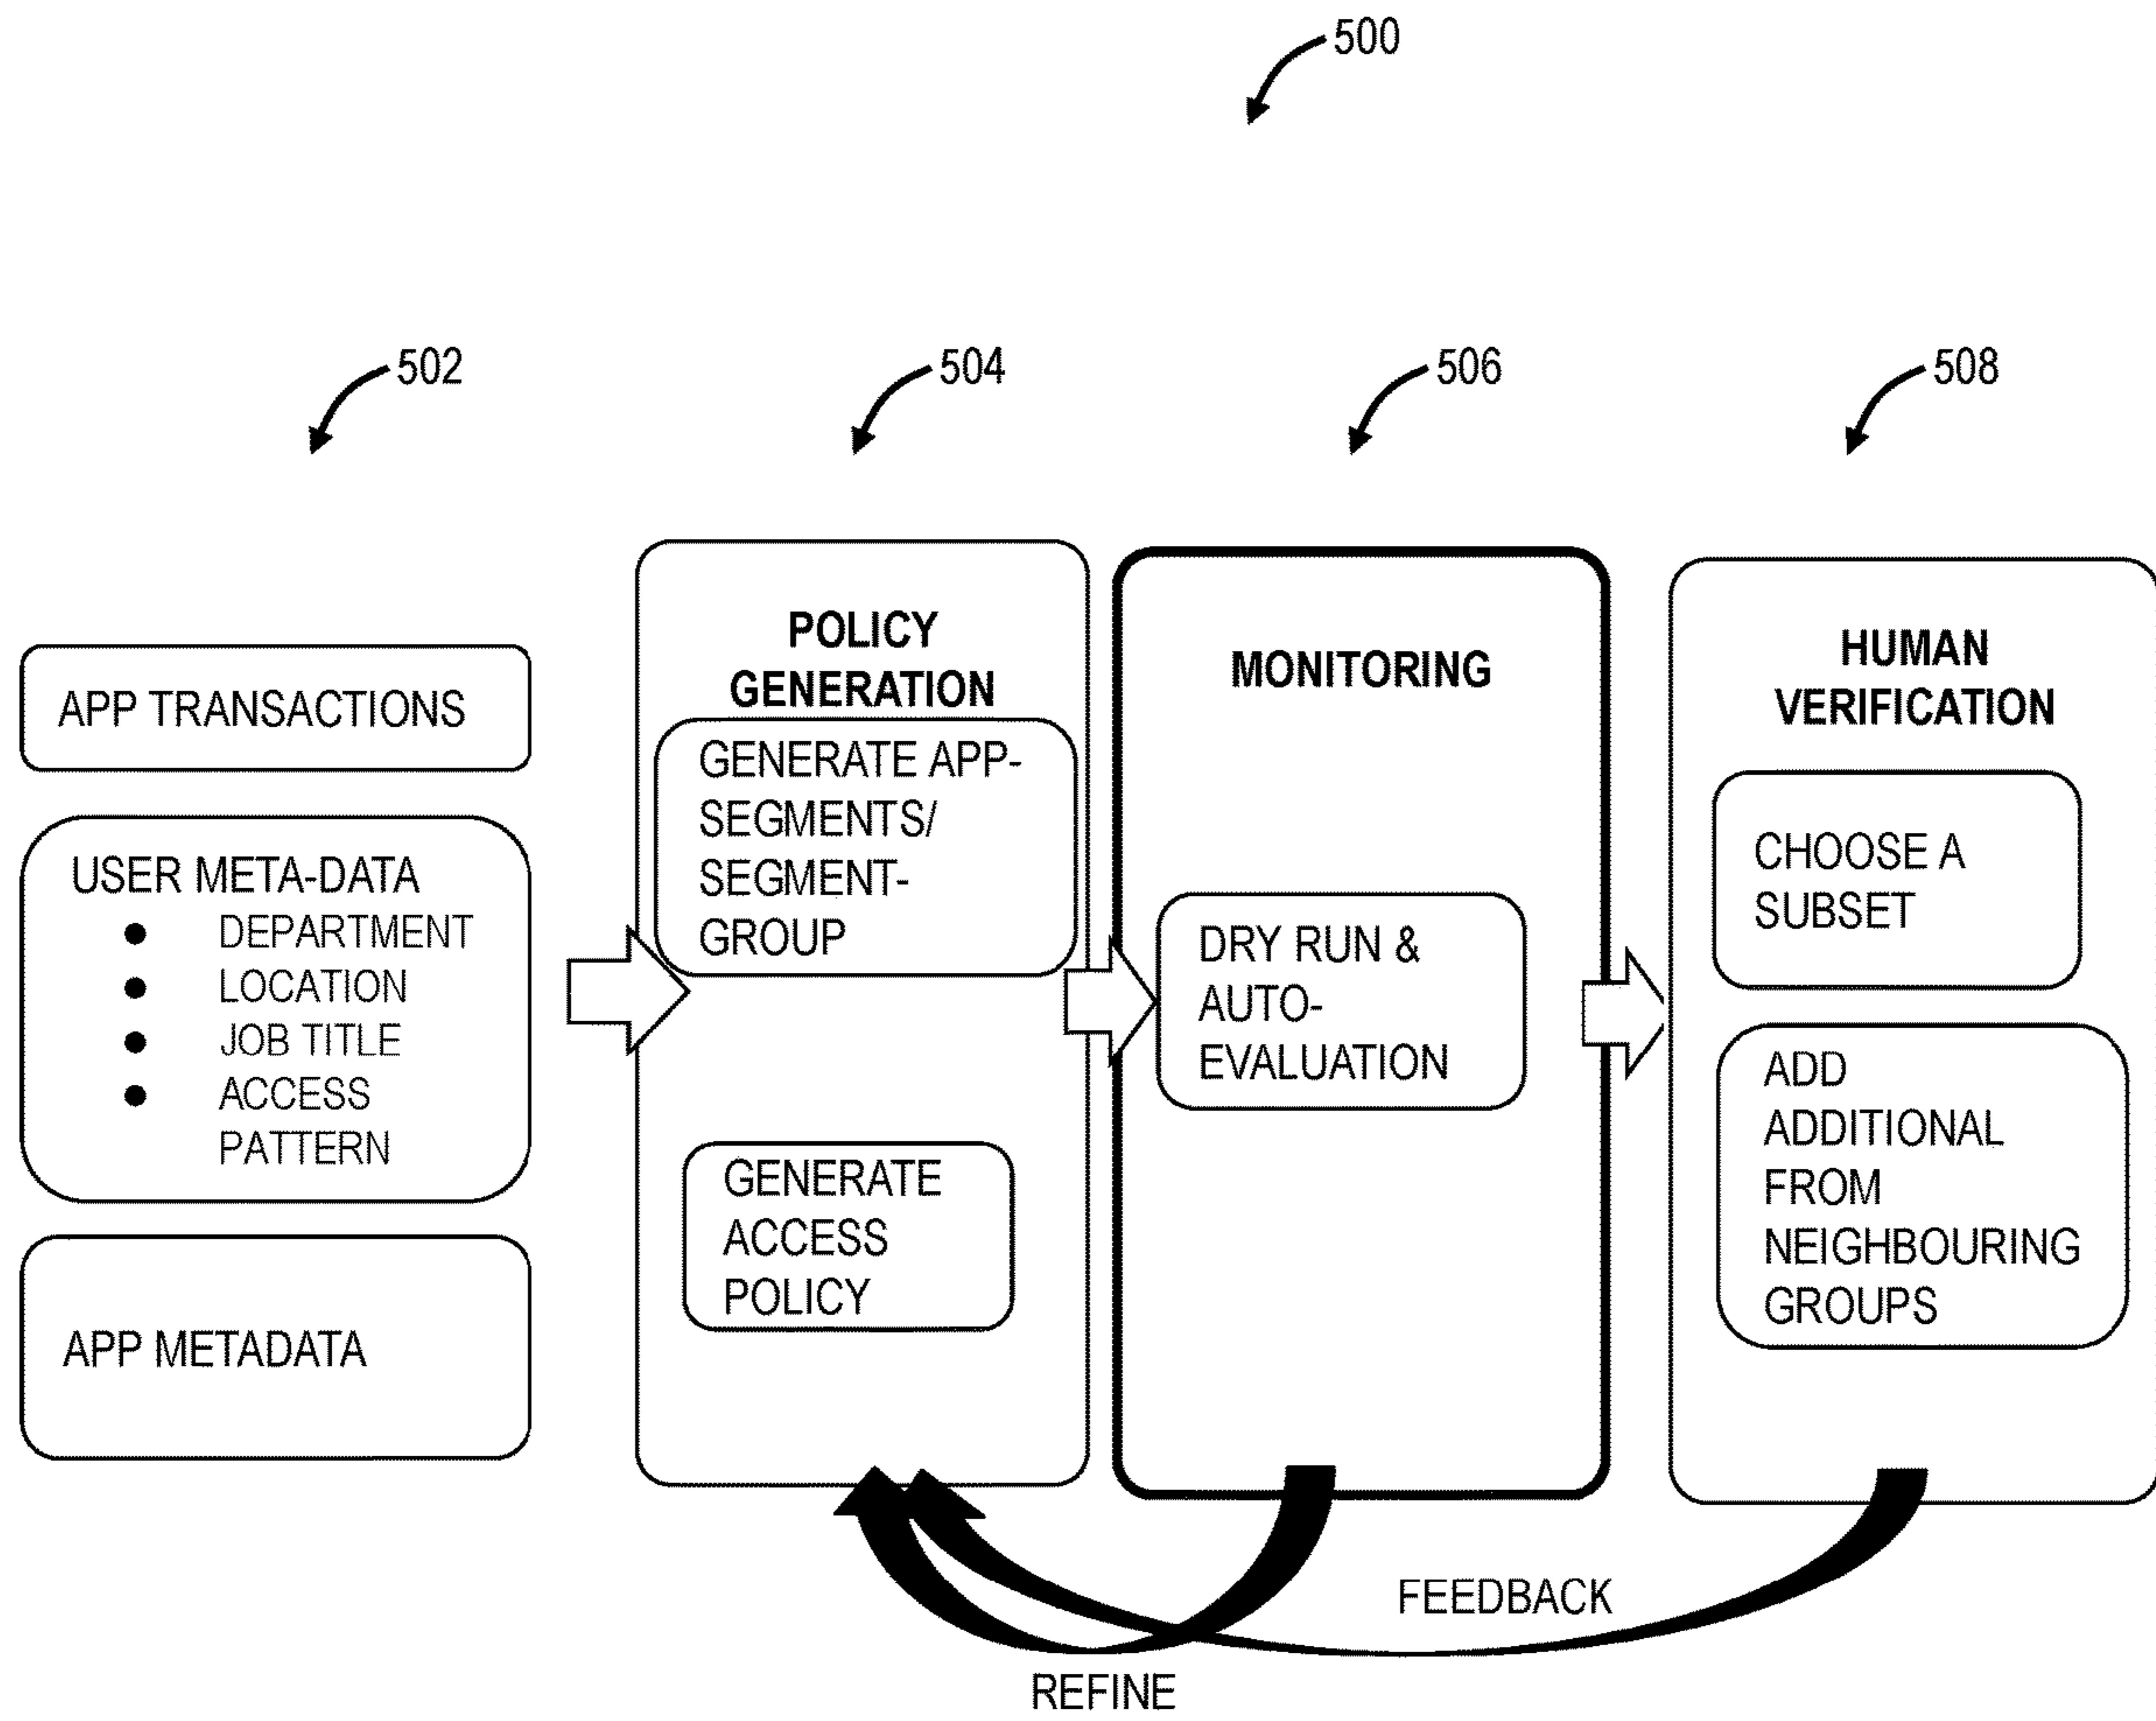 500
502
504
506
508
APP TRANSACTIONS
USER META-DATA
● DEPARTMENT
● LOCATION
● JOB TITLE
● ACCESS
PATTERN
APP METADATA
POLICY
GENERATION
GENERATE APP-
SEGMENTS/
SEGMENT-
GROUP
GENERATE
ACCESS
POLICY
MONITORING
DRY RUN &
AUTO-
EVALUATION
HUMAN
VERIFICATION
CHOOSE A
SUBSET
ADD
ADDITIONAL
FROM
NEIGHBOURING
GROUPS
FEEDBACK
REFINE